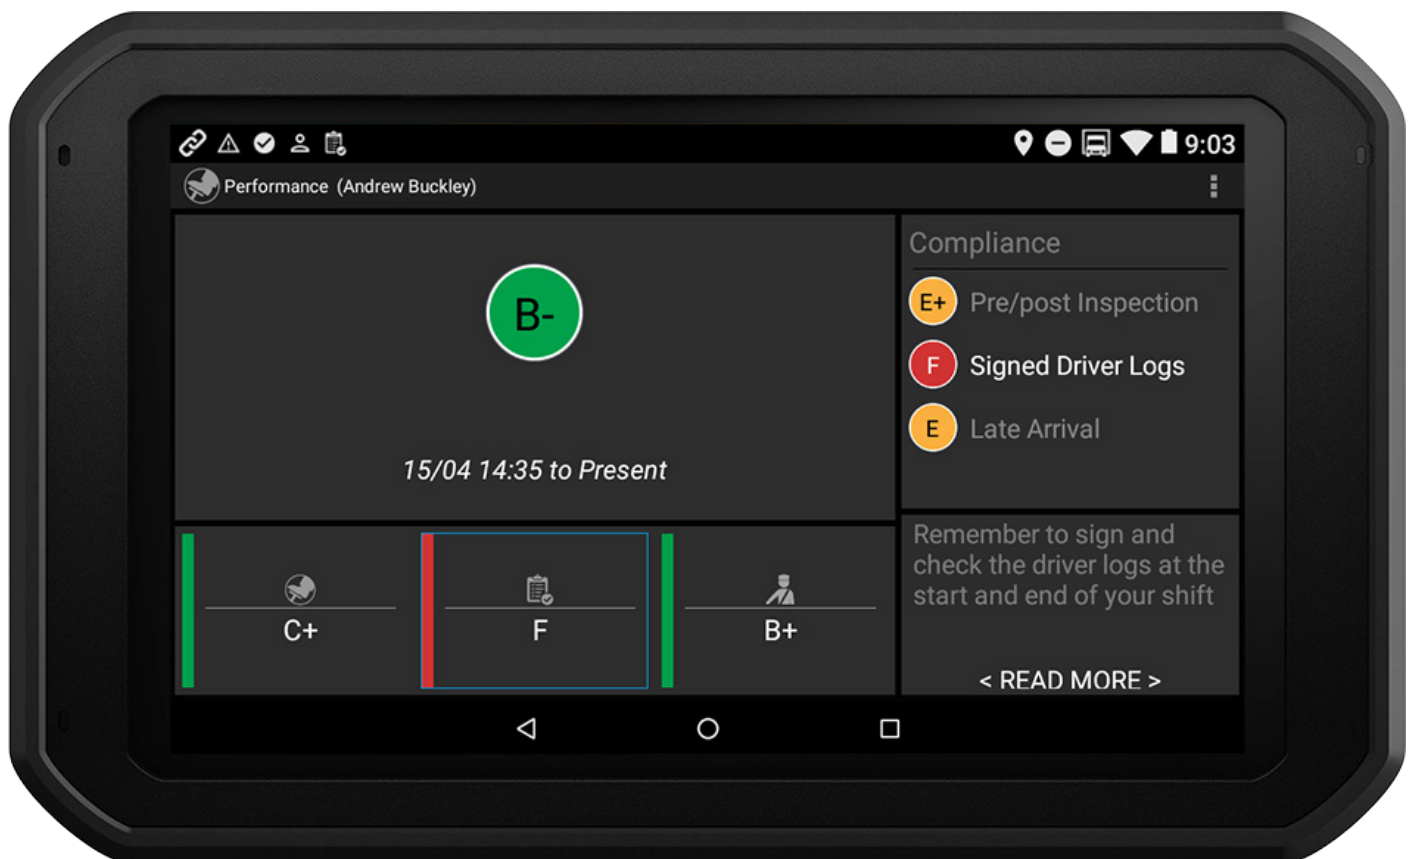 9:03
Performance (Andrew Buckley)
B-
15/04 14:35 to Present
C+
F
B+
Compliance
E+ Pre/post Inspection
F Signed Driver Logs
E Late Arrival
Remember to sign and
check the driver logs at the
start and end of your shift
< READ MORE >